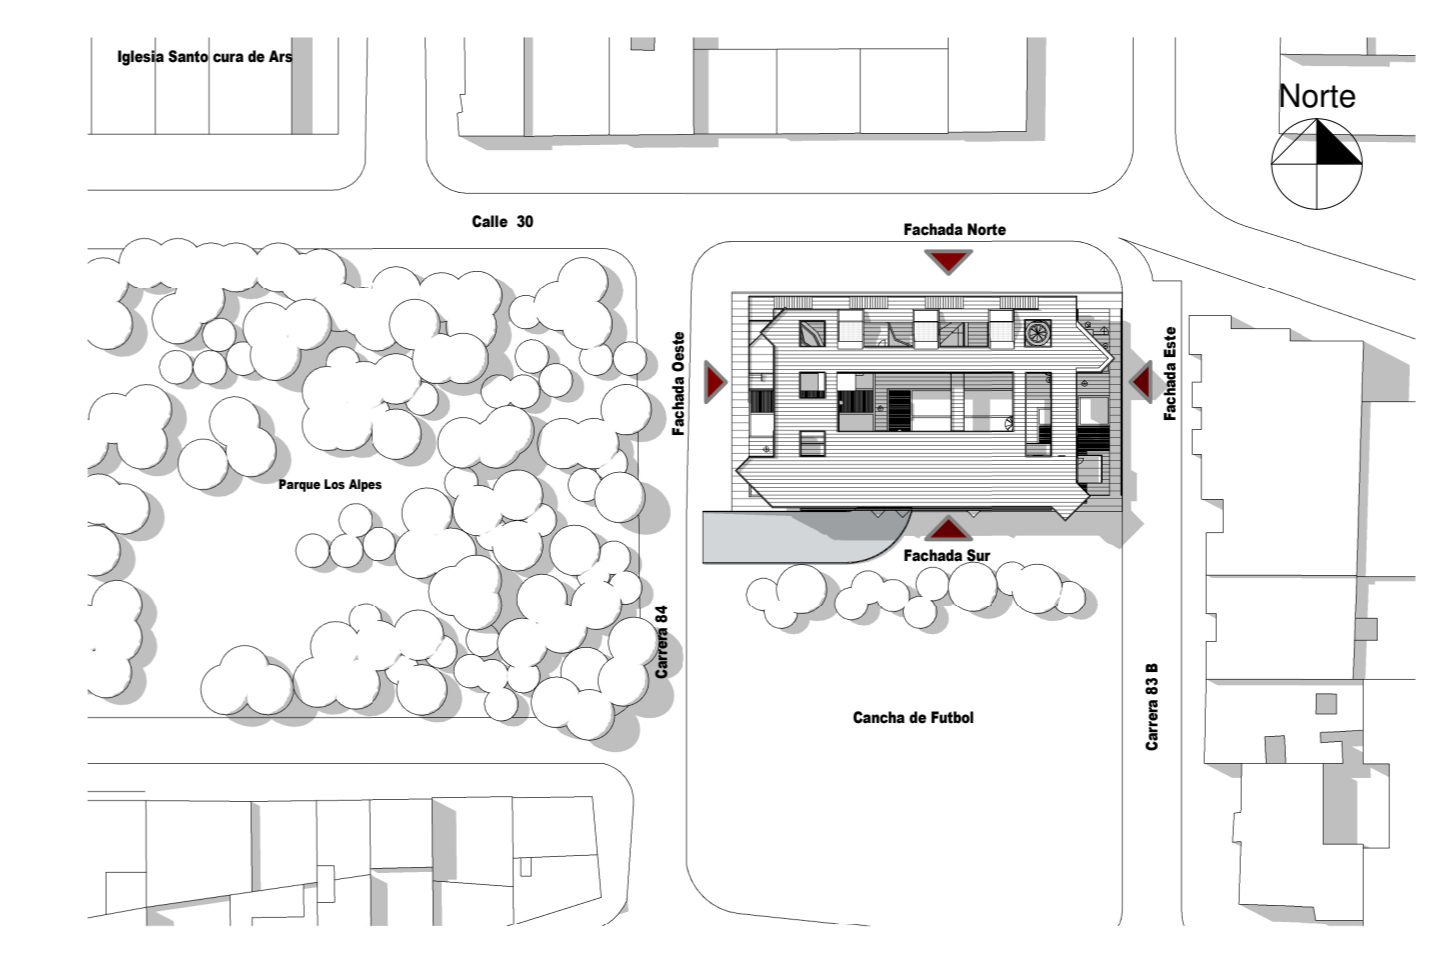 Iglesia Santo cura de Ars
Norte
Calle 30
Fachada Norte
Fachada Oeste
Fachada Este
Parque Los Alpes
Fachada Sur
Carrera 84
Carrera 83 B
Cancha de Futbol